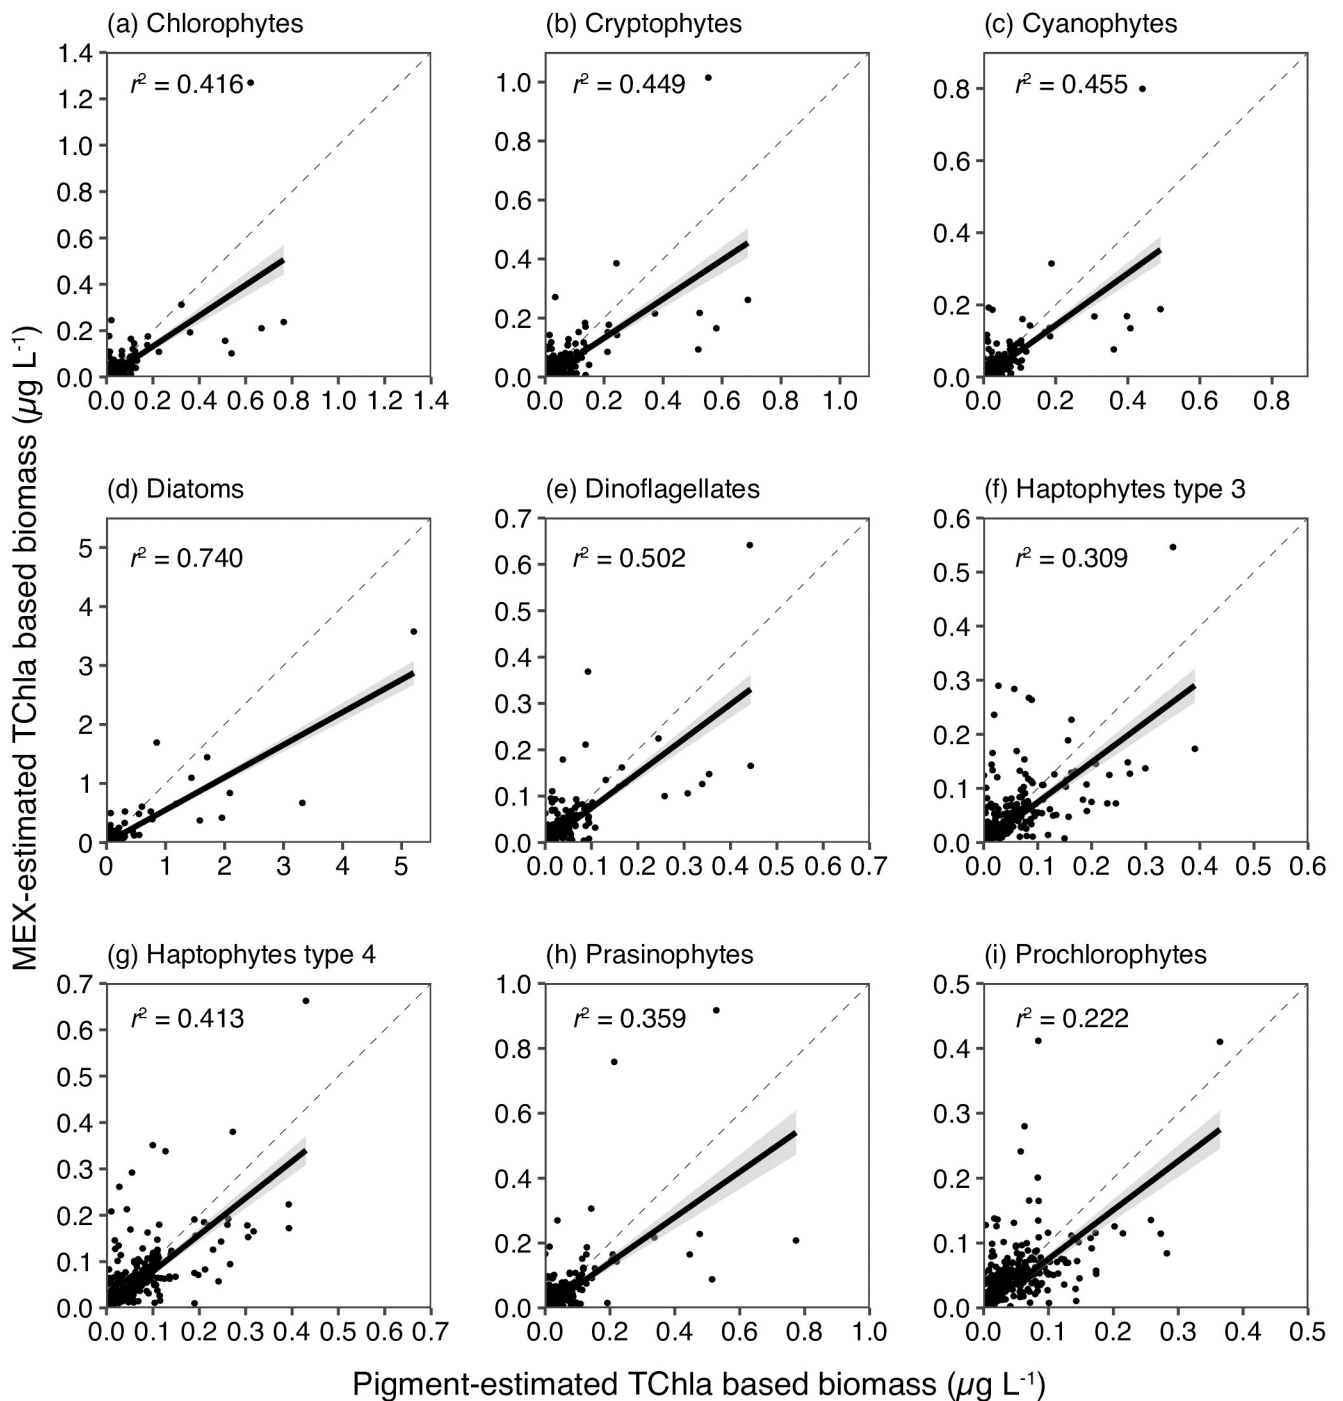 (a) Chlorophytes
r² = 0.416
1.4
1.2
1.0
0.8
0.6
0.4
0.2
0.0
0.0 0.2 0.4 0.6 0.8 1.0 1.2 1.4
(b) Cryptophytes
r² = 0.449
1.0
0.8
0.6
0.4
0.2
0.0
0.0 0.2 0.4 0.6 0.8 1.0
(c) Cyanophytes
r² = 0.455
0.8
0.6
0.4
0.2
0.0
0.0 0.2 0.4 0.6 0.8
MEX-estimated TChla based biomass (µg L⁻¹)
(d) Diatoms
r² = 0.740
5
4
3
2
1
0
0 1 2 3 4 5
(e) Dinoflagellates
r² = 0.502
0.7
0.6
0.5
0.4
0.3
0.2
0.1
0.0
0.0 0.1 0.2 0.3 0.4 0.5 0.6 0.7
(f) Haptophytes type 3
r² = 0.309
0.6
0.5
0.4
0.3
0.2
0.1
0.0
0.0 0.1 0.2 0.3 0.4 0.5 0.6
(g) Haptophytes type 4
r² = 0.413
0.7
0.6
0.5
0.4
0.3
0.2
0.1
0.0
0.0 0.1 0.2 0.3 0.4 0.5 0.6 0.7
(h) Prasinophytes
r² = 0.359
1.0
0.8
0.6
0.4
0.2
0.0
0.0 0.2 0.4 0.6 0.8 1.0
(i) Prochlorophytes
r² = 0.222
0.5
0.4
0.3
0.2
0.1
0.0
0.0 0.1 0.2 0.3 0.4 0.5
Pigment-estimated TChla based biomass (µg L⁻¹)